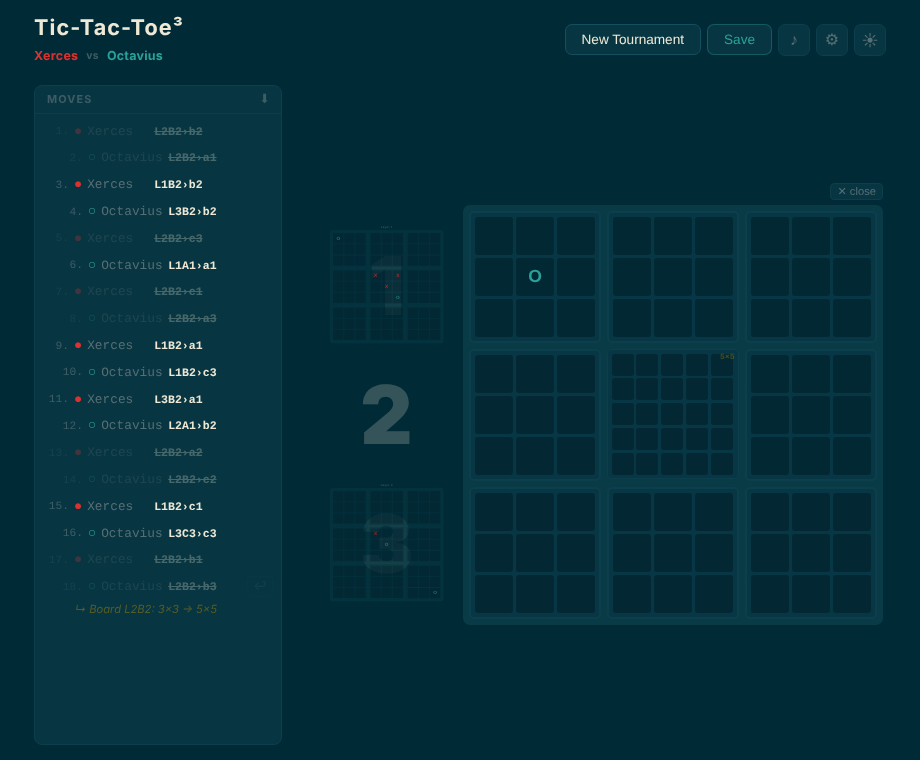 Tic-Tac-Toe³
Xerces vs Octavius
New Tournament
Save
MOVES
1. Xerces L2B2›b2
2. Octavius L2B2›a1
3. Xerces L1B2›b2
4. Octavius L3B2›b2
5. Xerces L2B2›c3
6. Octavius L1A1›a1
7. Xerces L2B2›c1
8. Octavius L2B2›a3
9. Xerces L1B2›a1
10. Octavius L1B2›c3
11. Xerces L3B2›a1
12. Octavius L2A1›b2
13. Xerces L2B2›a2
14. Octavius L2B2›c2
15. Xerces L1B2›c1
16. Octavius L3C3›c3
17. Xerces L2B2›b1
18. Octavius L2B2›b3
↪ Board L2B2: 3×3 → 5×5
✕ close
1
2
3
O
5×5